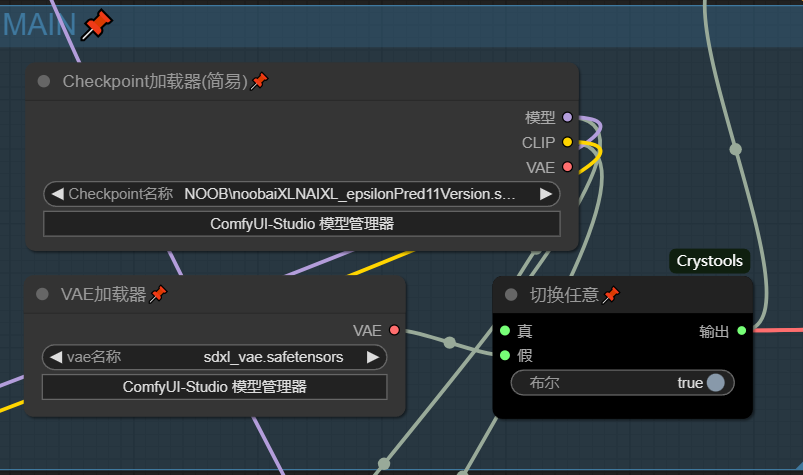 MAIN
Checkpoint加载器(简易)
模型
CLIP
VAE
Checkpoint名称 NOOB\noobaiXLNAIXL_epsilonPred11Version.s...
ComfyUI-Studio 模型管理器
Crystools
VAE加载器
切换任意
VAE
真 输出
假
vae名称 sdxl_vae.safetensors
布尔 true
ComfyUI-Studio 模型管理器